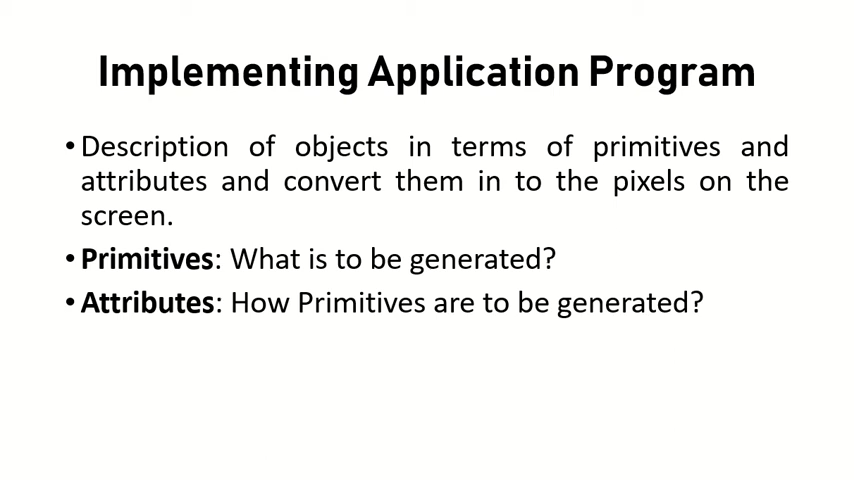 Implementing Application Program
• Description of objects in terms of primitives and
attributes and convert them in to the pixels on the
screen.
• Primitives: What is to be generated?
• Attributes: How Primitives are to be generated?